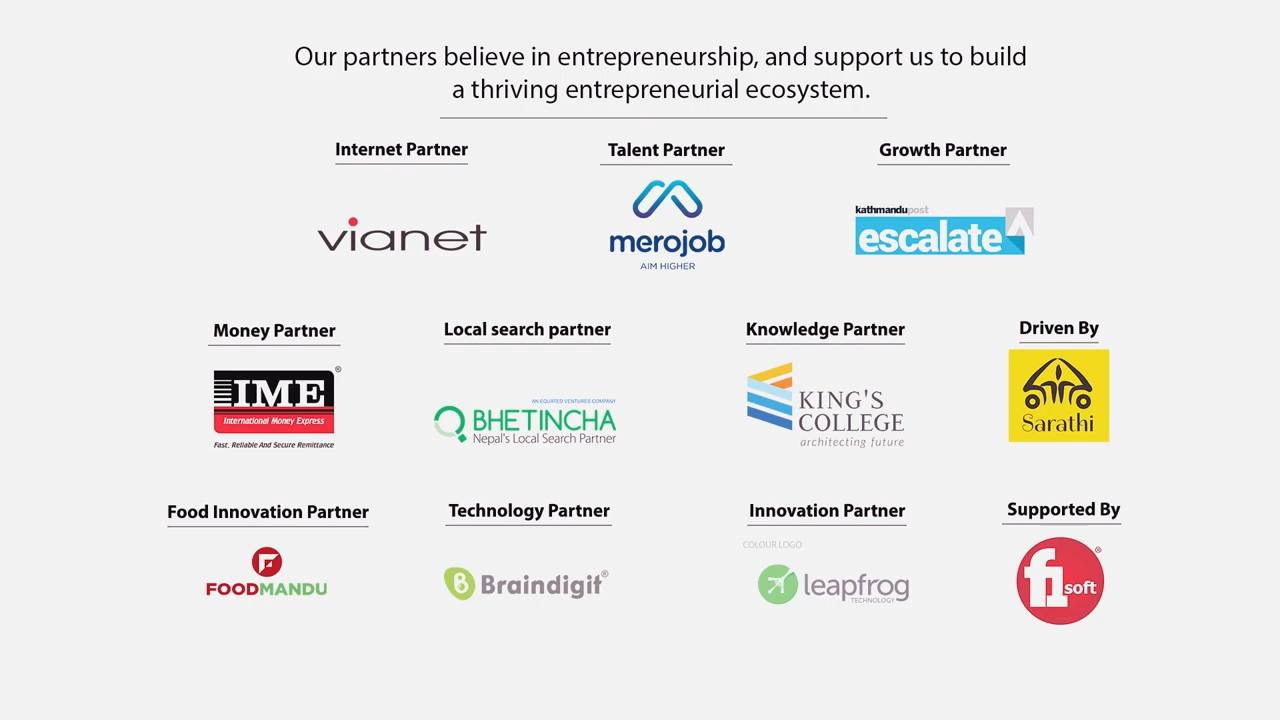 Our partners believe in entrepreneurship, and support us to build
a thriving entrepreneurial ecosystem.
Internet Partner
Talent Partner
Growth Partner
vianet
merojob
AIM HIGHER
kathmandupost
escalate
Money Partner
Local search partner
Knowledge Partner
Driven By
IME
®
International Money Express
Fast, Reliable And Secure Remittance
AN EQUATED VENTURES COMPANY
BHETINCHA
Nepal's Local Search Partner
KING'S
COLLEGE
architecting future
Sarathi
Food Innovation Partner
Technology Partner
Innovation Partner
Supported By
FOODMANDU
Braindigit®
COLOUR LOGO
leapfrog
TECHNOLOGY
f1soft®